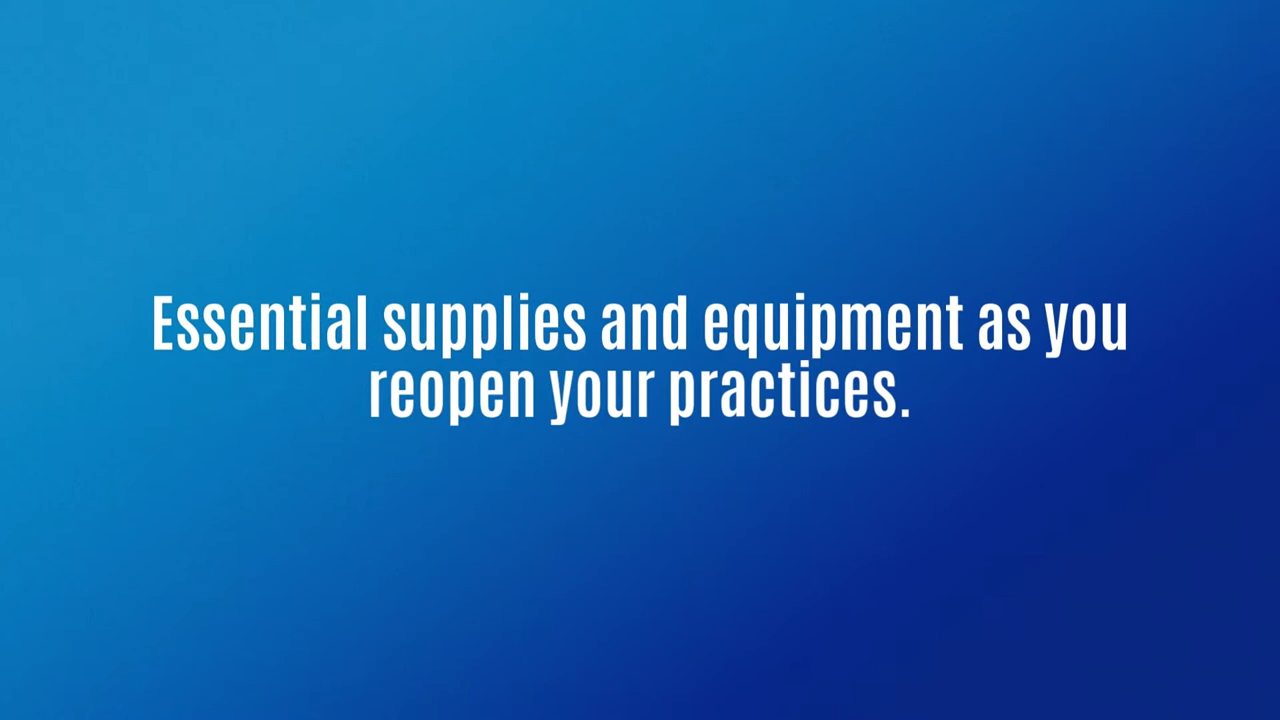 Essential supplies and equipment as you
reopen your practices.